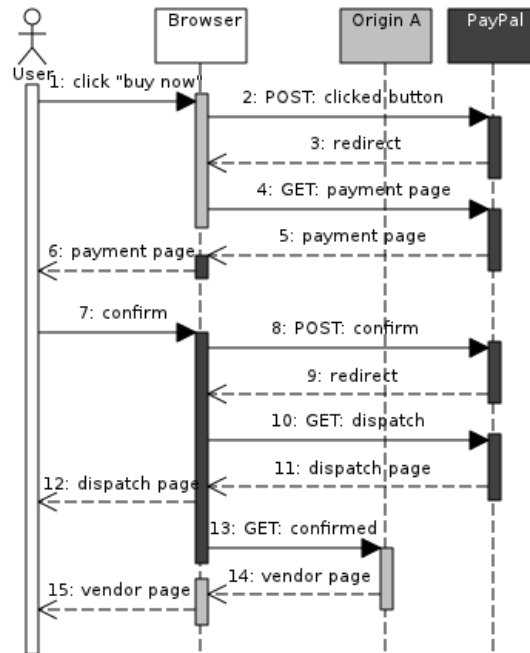 Browser
Origin A
PayPal
User
1: click "buy now"
2: POST: clicked button
3: redirect
4: GET: payment page
5: payment page
6: payment page
7: confirm
8: POST: confirm
9: redirect
10: GET: dispatch
11: dispatch page
12: dispatch page
13: GET: confirmed
14: vendor page
15: vendor page